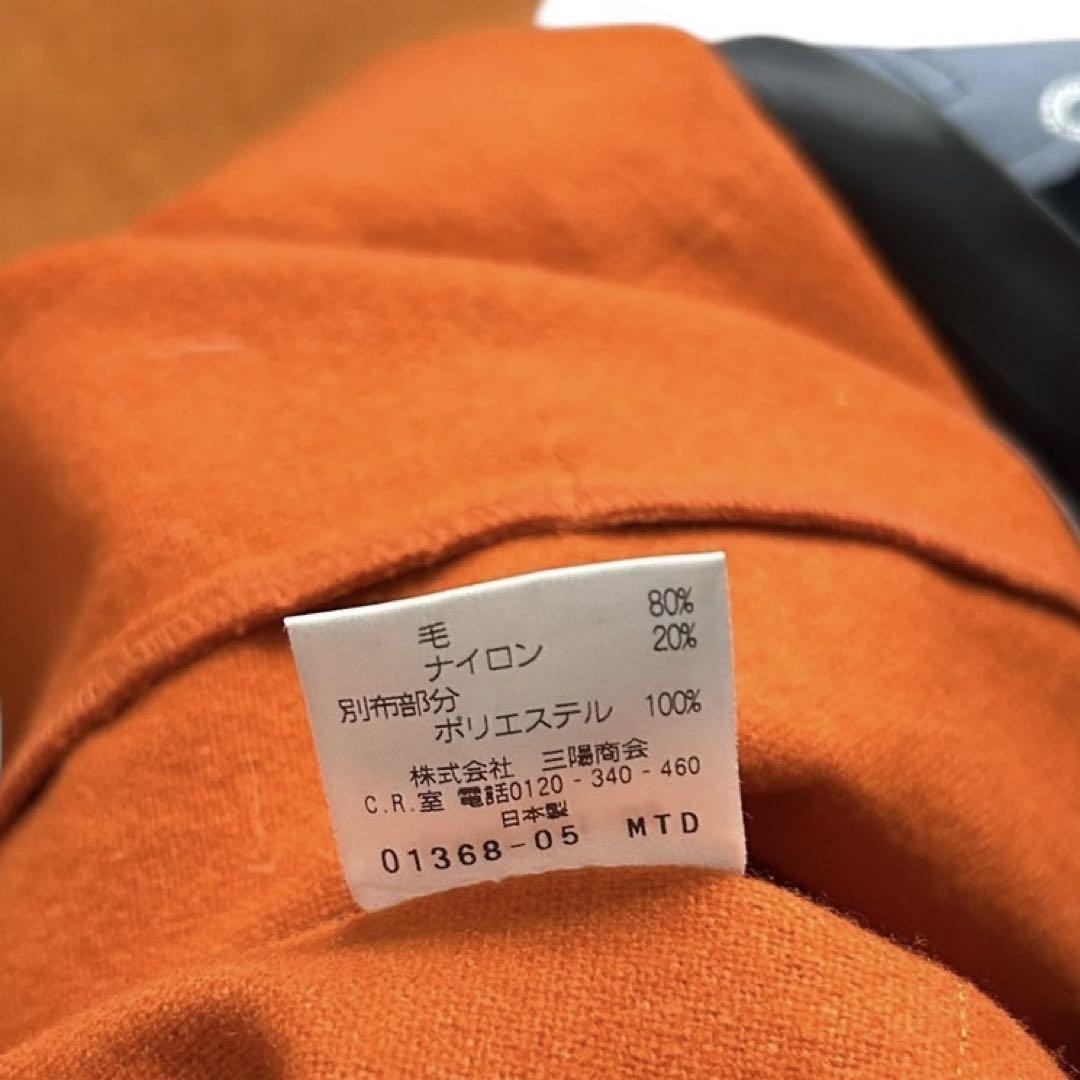 毛 80%
ナイロン 20%
別布部分
ポリエステル 100%
株式会社 三陽商会
C.R.室 電話0120-340-460
日本製
01368-05 MTD